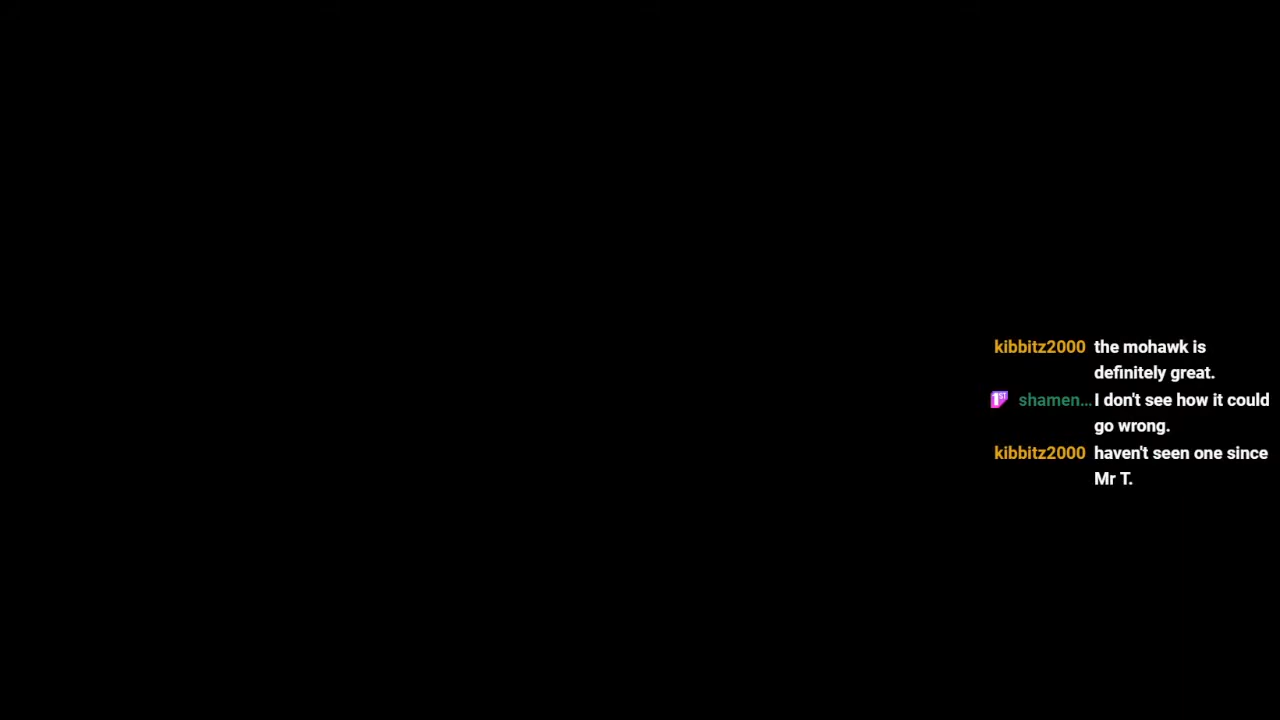 kibbitz2000 the mohawk is
definitely great.
1ST shamen... I don't see how it could
go wrong.
kibbitz2000 haven't seen one since
Mr T.